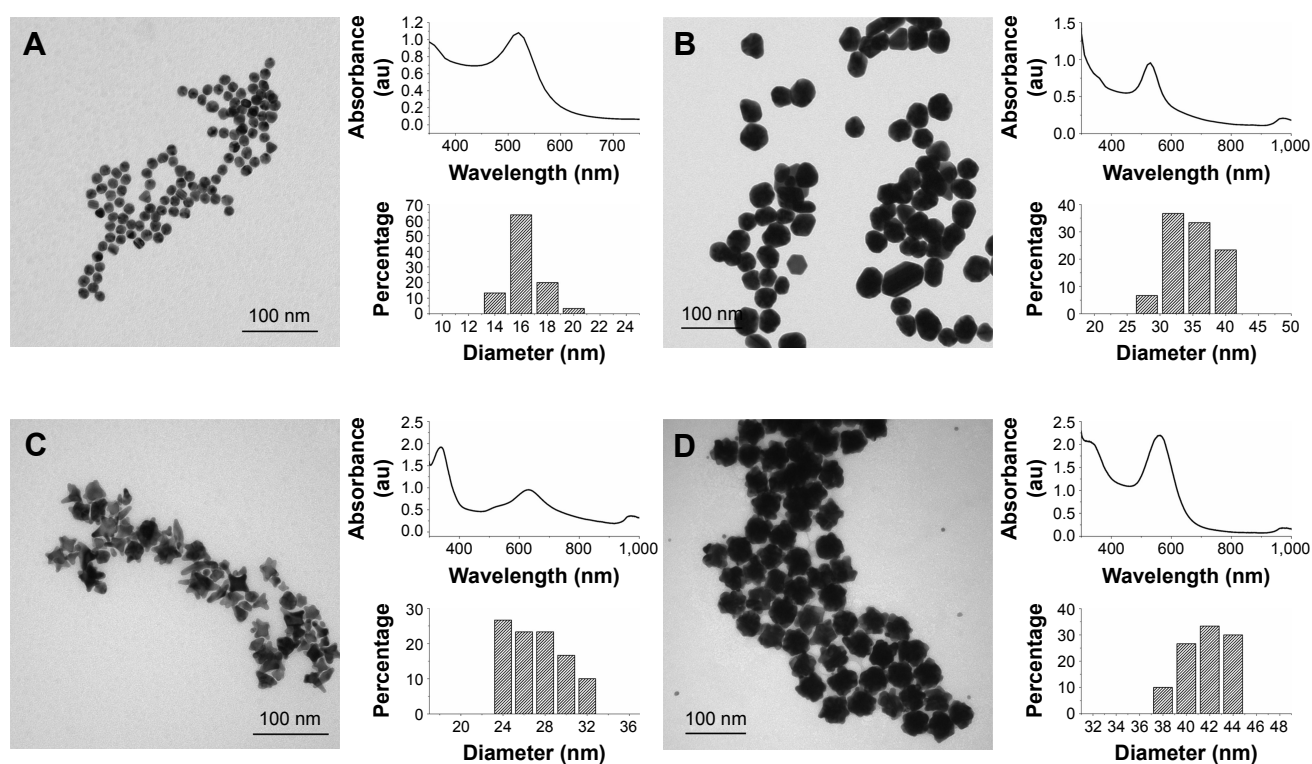 A
100 nm
Absorbance
(au)
1.2
1.0
0.8
0.6
0.4
0.2
0.0
400 500 600 700
Wavelength (nm)
Percentage
70
60
50
40
30
20
10
0
10 12 14 16 18 20 22 24
Diameter (nm)
B
100 nm
Absorbance
(au)
1.5
1.0
0.5
0.0
400 600 800 1,000
Wavelength (nm)
Percentage
40
30
20
10
0
20 25 30 35 40 45 50
Diameter (nm)
C
100 nm
Absorbance
(au)
2.5
2.0
1.5
1.0
0.5
0.0
400 600 800 1,000
Wavelength (nm)
Percentage
30
20
10
0
20 24 28 32 36
Diameter (nm)
D
100 nm
Absorbance
(au)
2.5
2.0
1.5
1.0
0.5
0.0
400 600 800 1,000
Wavelength (nm)
Percentage
40
30
20
10
0
32 34 36 38 40 42 44 46 48
Diameter (nm)